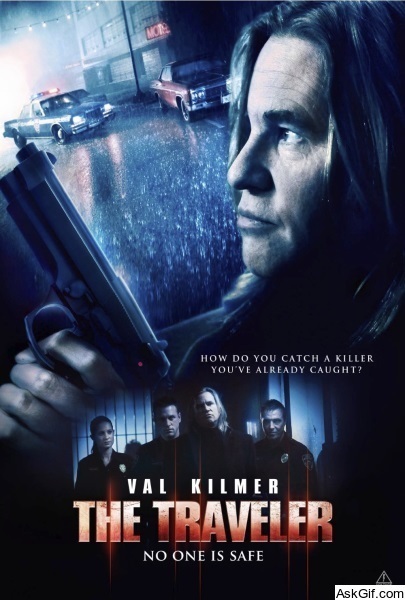 MOTEL
HOW DO YOU CATCH A KILLER
YOU'VE ALREADY CAUGHT?
VAL KILMER
THE TRAVELER
NO ONE IS SAFE
AskGif.com